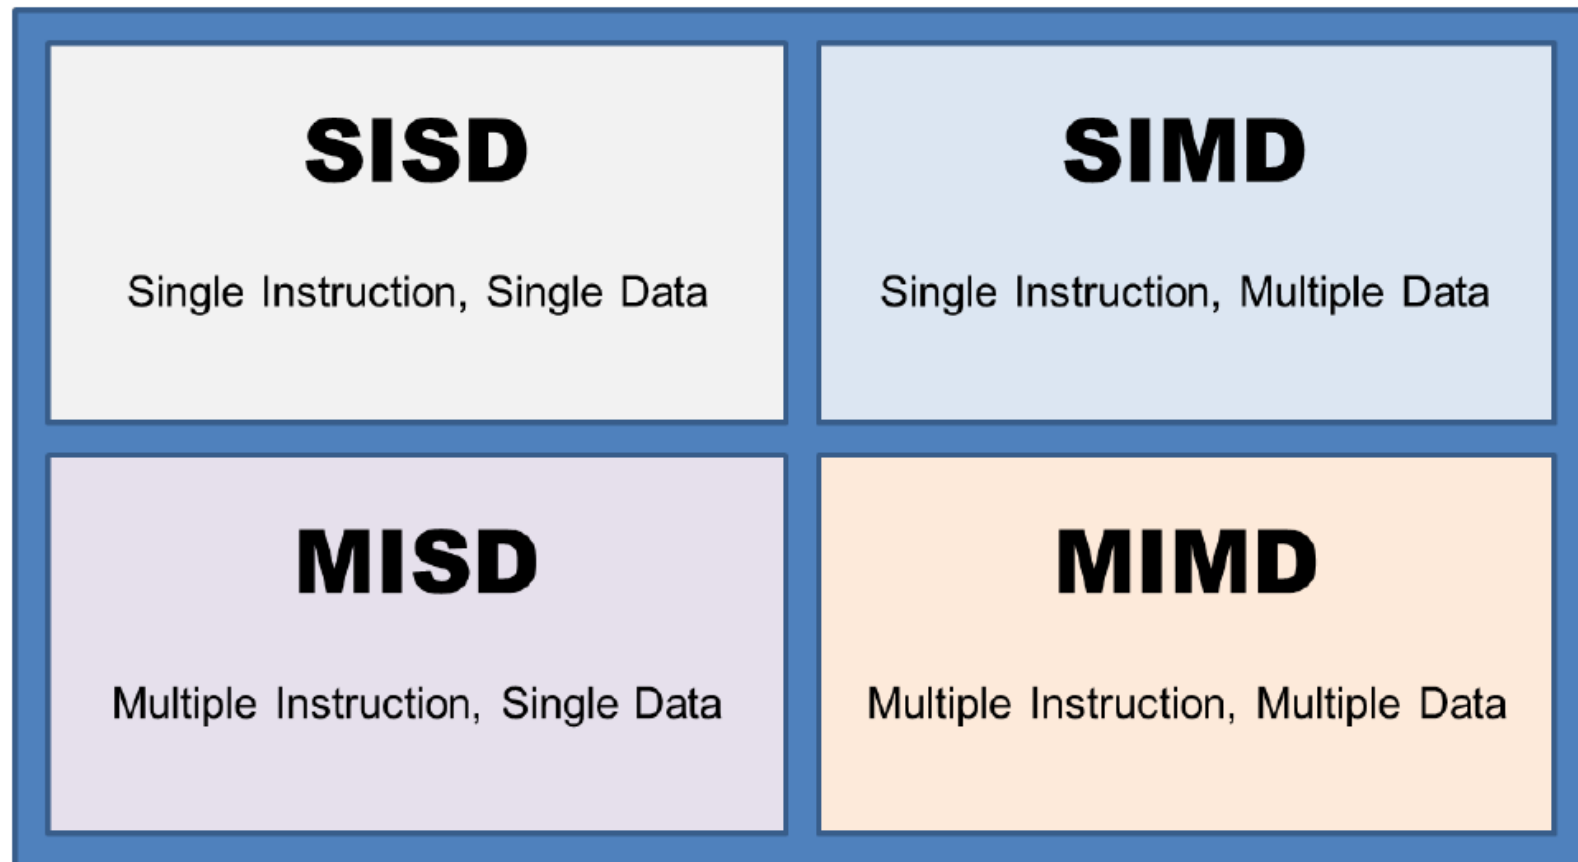 SISD
Single Instruction, Single Data
SIMD
Single Instruction, Multiple Data
MISD
Multiple Instruction, Single Data
MIMD
Multiple Instruction, Multiple Data